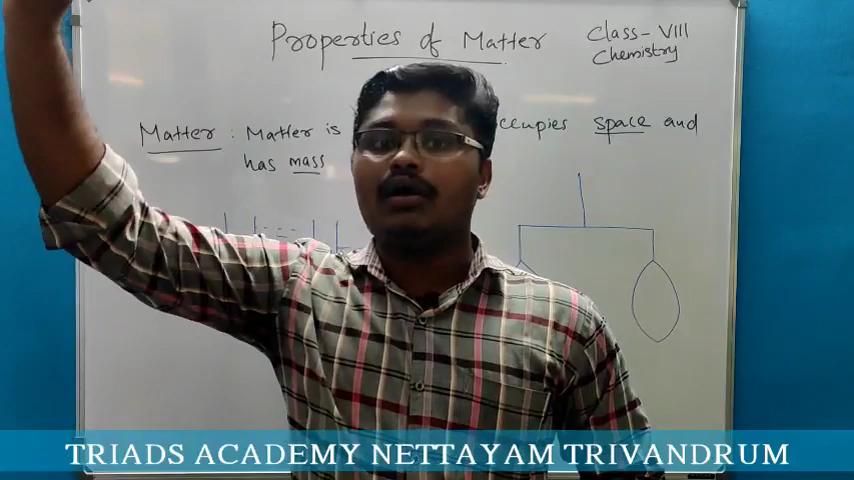 Properties of Matter
Class - VIII
Chemistry
Matter : Matter is ccupies space and
has mass
TRIADS ACADEMY NETTAYAM TRIVANDRUM